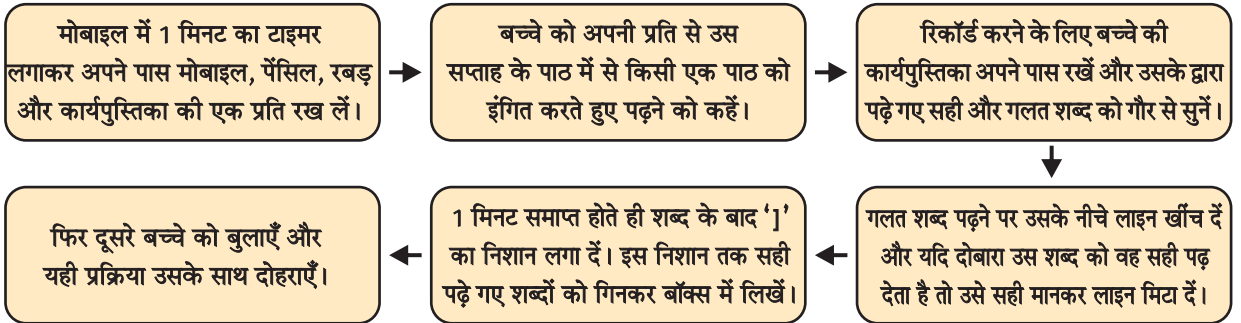 मोबाइल में 1 मिनट का टाइमर
लगाकर अपने पास मोबाइल, पेंसिल, रबड़
और कार्यपुस्तिका की एक प्रति रख लें।
बच्चे को अपनी प्रति से उस
सप्ताह के पाठ में से किसी एक पाठ को
इंगित करते हुए पढ़ने को कहें।
रिकॉर्ड करने के लिए बच्चे की
कार्यपुस्तिका अपने पास रखें और उसके द्वारा
पढ़े गए सही और गलत शब्द को गौर से सुनें।
गलत शब्द पढ़ने पर उसके नीचे लाइन खींच दें
और यदि दोबारा उस शब्द को वह सही पढ़
देता है तो उसे सही मानकर लाइन मिटा दें।
1 मिनट समाप्त होते ही शब्द के बाद ‘]’
का निशान लगा दें। इस निशान तक सही
पढ़े गए शब्दों को गिनकर बॉक्स में लिखें।
फिर दूसरे बच्चे को बुलाएँ और
यही प्रक्रिया उसके साथ दोहराएँ।